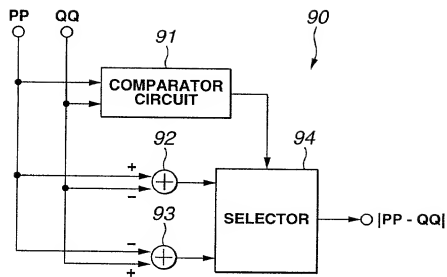 PP QQ
91
90
COMPARATOR
CIRCUIT
92
94
+
−
SELECTOR
|PP - QQ|
93
−
+